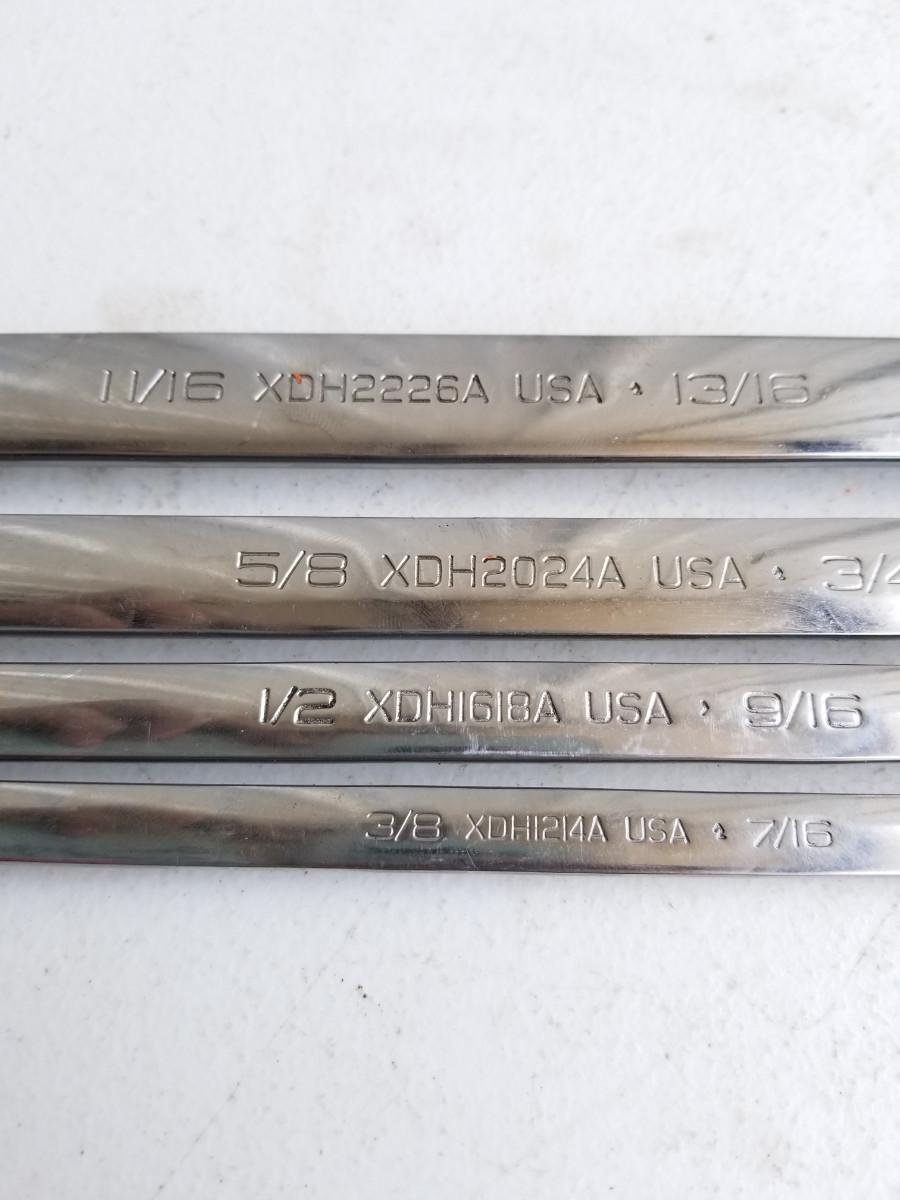 11/16 XDH2226A USA 13/16
5/8 XDH2024A USA 3/4
1/2 XDH1618A USA 9/16
3/8 XDH1214A USA 7/16